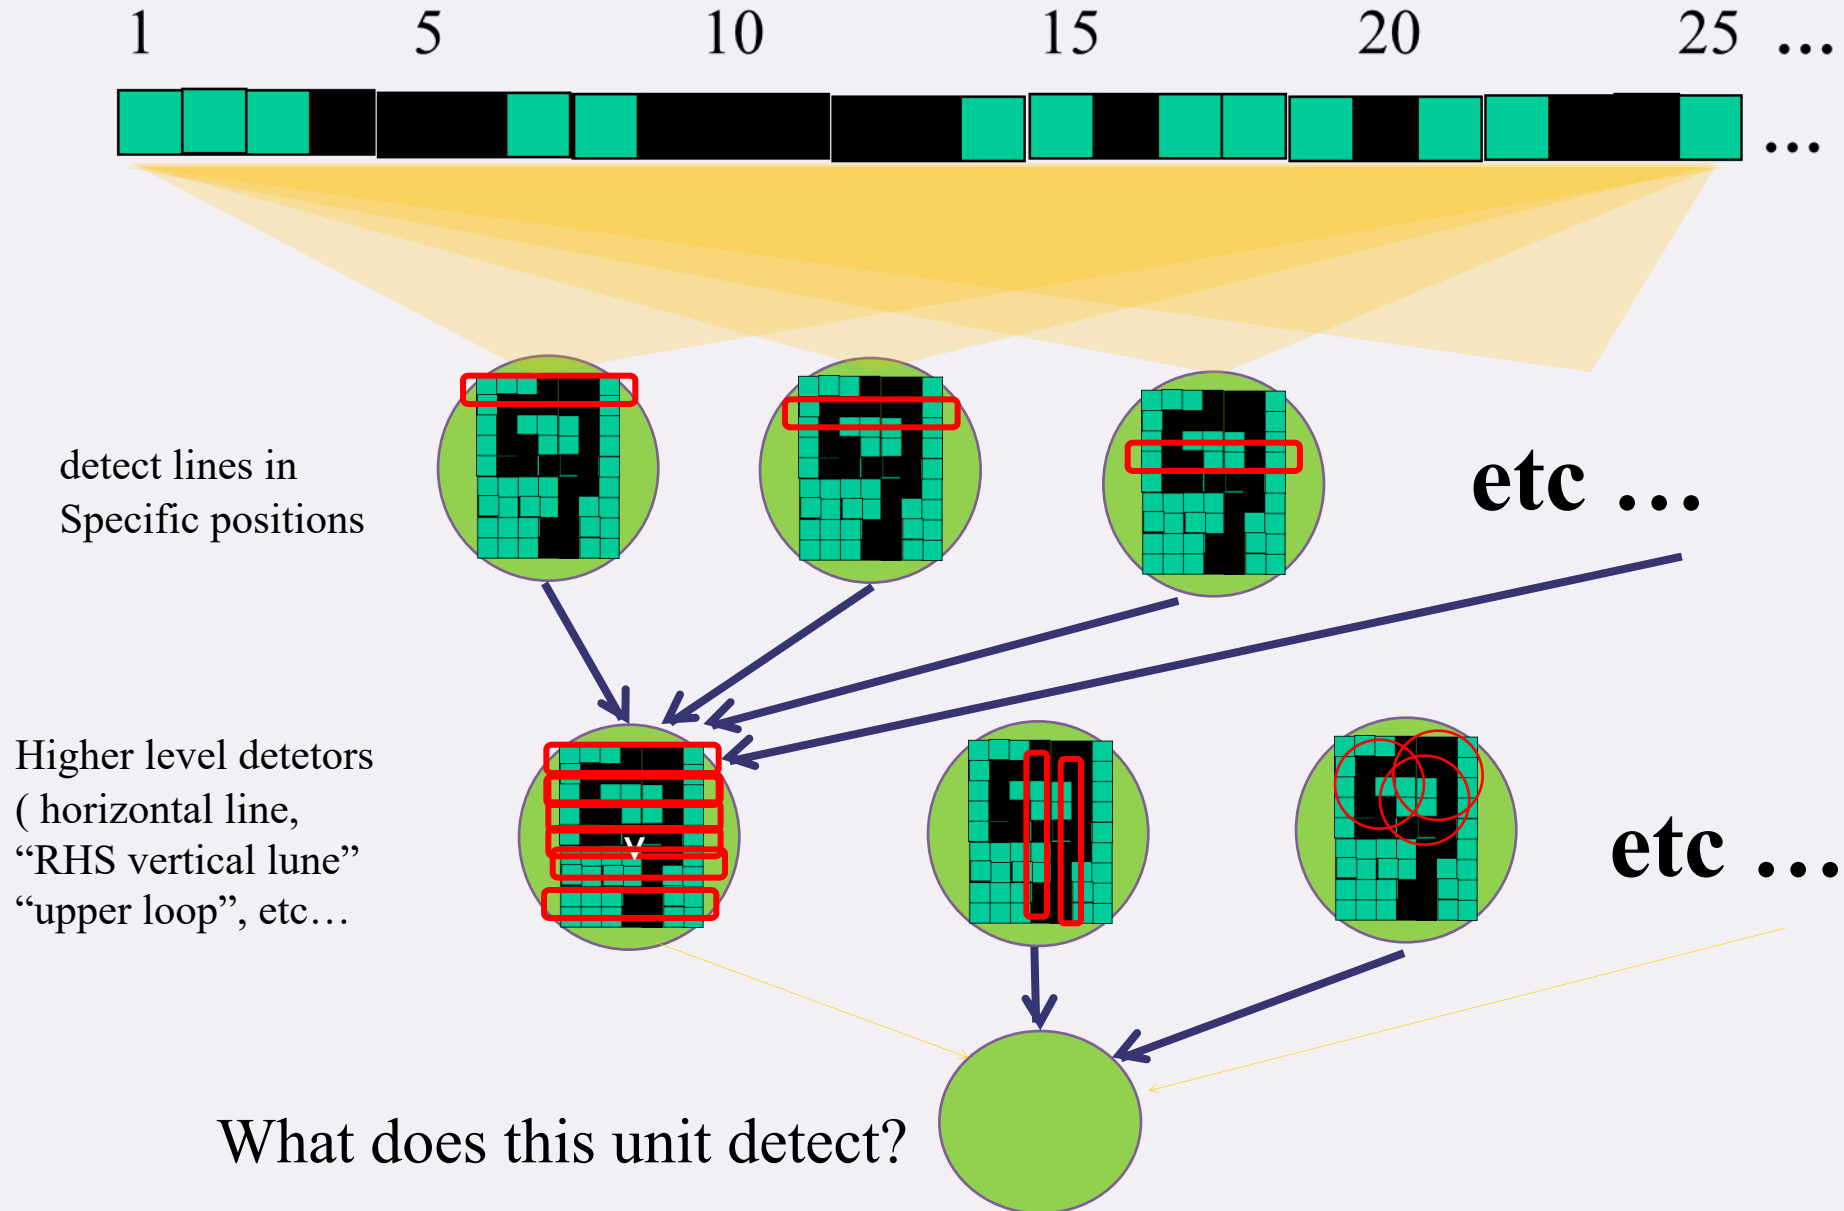 1 5 10 15 20 25 ...
...
detect lines in
Specific positions
etc …
Higher level detetors
( horizontal line,
“RHS vertical lune”
“upper loop”, etc…
v
etc …
What does this unit detect?